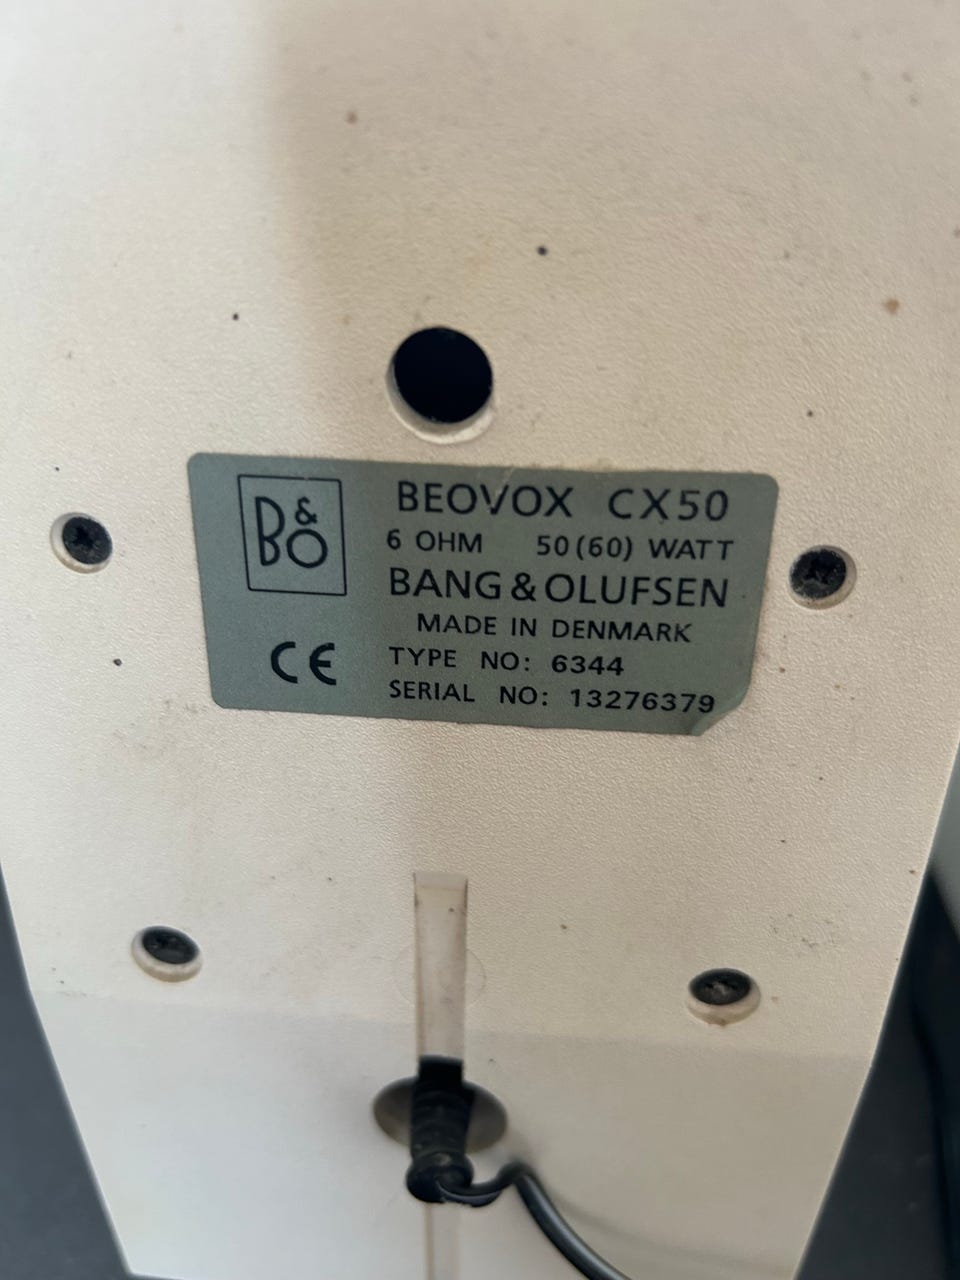 B&O
BEOVOX CX50
6 OHM 50(60) WATT
BANG & OLUFSEN
MADE IN DENMARK
CE
TYPE NO: 6344
SERIAL NO: 13276379